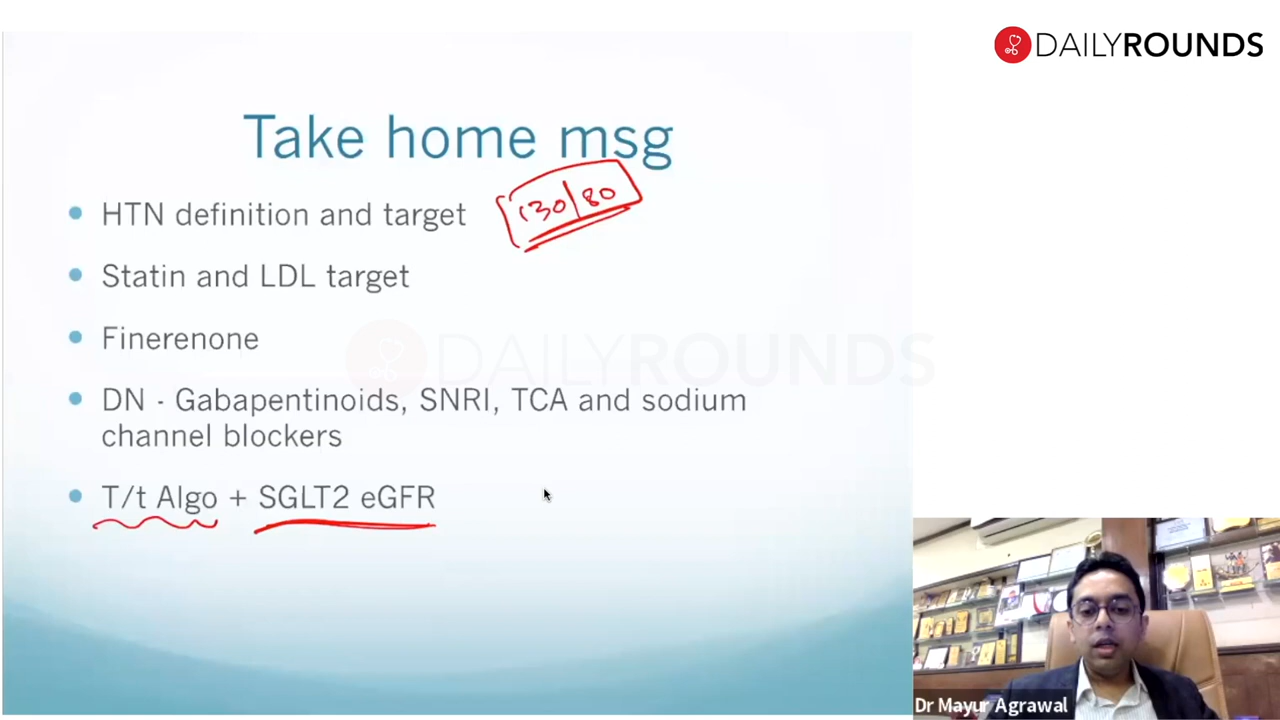 DAILYROUNDS
Take home msg
• HTN definition and target 130/80
• Statin and LDL target
• Finerenone
DAILYROUNDS
• DN - Gabapentinoids, SNRI, TCA and sodium
channel blockers
• T/t Algo + SGLT2 eGFR
Dr Mayur Agrawal